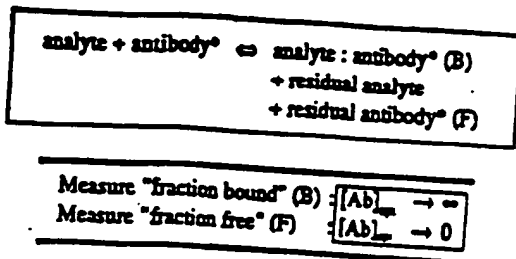 analyte + antibody* ⇔ analyte : antibody* (B)
+ residual analyte
+ residual antibody* (F)
Measure "fraction bound" (B) : [Ab] → ∞
Measure "fraction free" (F) : [Ab] → 0